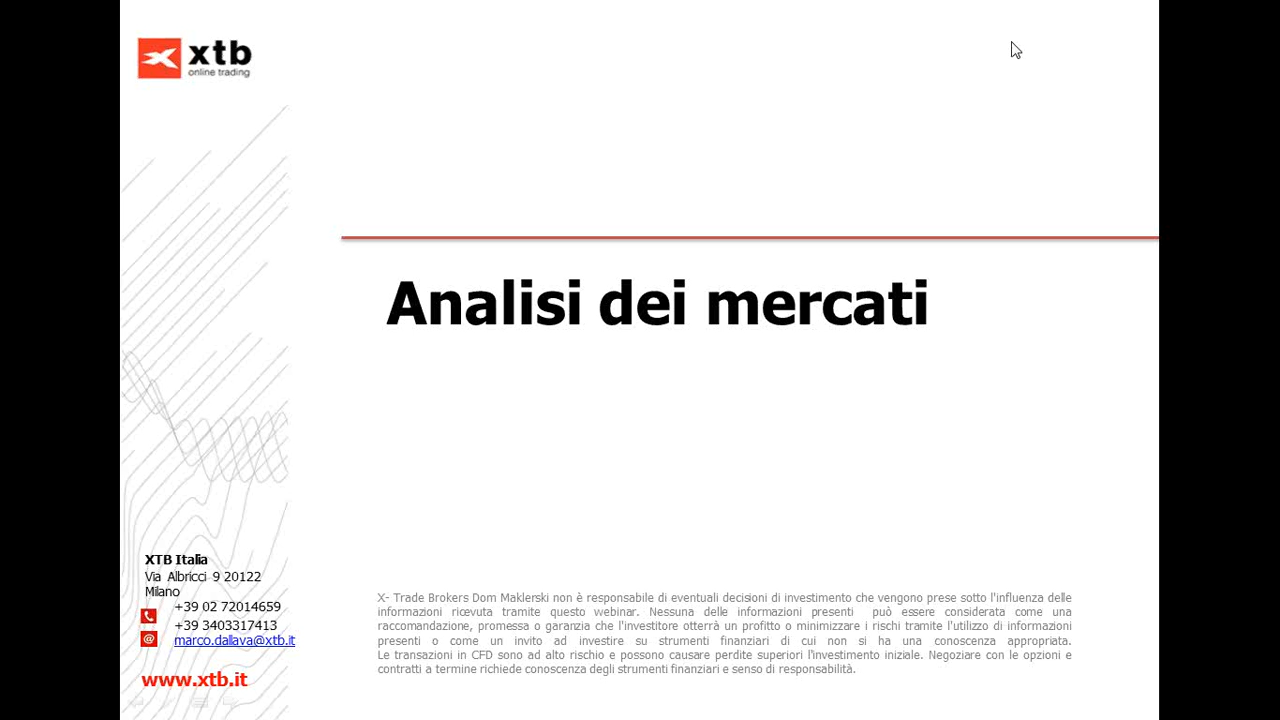 xtb
online trading
Analisi dei mercati
XTB Italia
Via Albricci 9 20122
Milano
+39 02 72014659
+39 3403317413
marco.dallava@xtb.it
www.xtb.it
X- Trade Brokers Dom Maklerski non è responsabile di eventuali decisioni di investimento che vengono prese sotto l'influenza delle
informazioni ricevuta tramite questo webinar. Nessuna delle informazioni presenti può essere considerata come una
raccomandazione, promessa o garanzia che l'investitore otterrà un profitto o minimizzare i rischi tramite l'utilizzo di informazioni
presenti o come un invito ad investire su strumenti finanziari di cui non si ha una conoscenza appropriata.
Le transazioni in CFD sono ad alto rischio e possono causare perdite superiori l'investimento iniziale. Negoziare con le opzioni e
contratti a termine richiede conoscenza degli strumenti finanziari e senso di responsabilità.